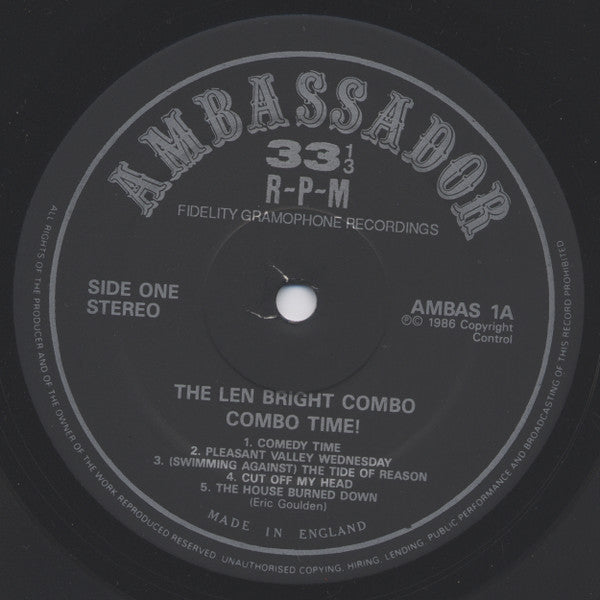 AMBASSADOR
33 1/3
R-P-M
FIDELITY GRAMOPHONE RECORDINGS
SIDE ONE
STEREO
AMBAS 1A
℗© 1986 Copyright
Control
THE LEN BRIGHT COMBO
COMBO TIME!
1. COMEDY TIME
2. PLEASANT VALLEY WEDNESDAY
3. (SWIMMING AGAINST) THE TIDE OF REASON
4. CUT OFF MY HEAD
5. THE HOUSE BURNED DOWN
(Eric Goulden)
MADE IN ENGLAND
ALL RIGHTS OF THE PRODUCER AND OF THE OWNER OF THE WORK REPRODUCED RESERVED. UNAUTHORISED COPYING, HIRING, LENDING, PUBLIC PERFORMANCE AND BROADCASTING OF THIS RECORD PROHIBITED